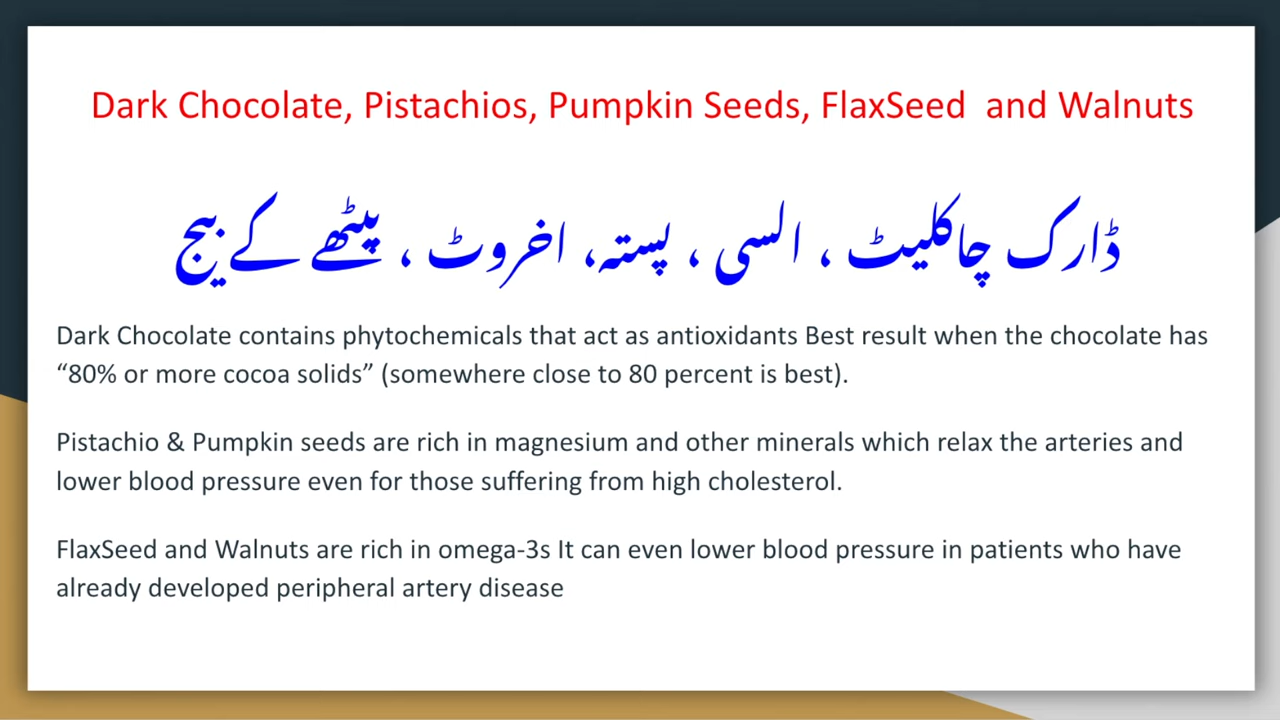 Dark Chocolate, Pistachios, Pumpkin Seeds, FlaxSeed and Walnuts
ڈارک چاکلیٹ ، السی ، پستہ، اخروٹ ، پیٹھے کے بیج
Dark Chocolate contains phytochemicals that act as antioxidants Best result when the chocolate has
“80% or more cocoa solids” (somewhere close to 80 percent is best).
Pistachio & Pumpkin seeds are rich in magnesium and other minerals which relax the arteries and
lower blood pressure even for those suffering from high cholesterol.
FlaxSeed and Walnuts are rich in omega-3s It can even lower blood pressure in patients who have
already developed peripheral artery disease